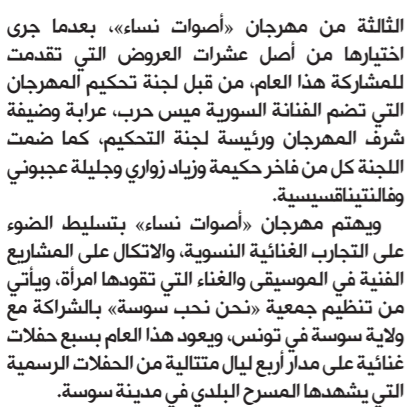 الثالثة من مهرجان «أصوات نساء»، بعدما جرى
اختيارها من أصل عشرات العروض التي تقدمت
للمشاركة هذا العام، من قبل لجنة تحكيم المهرجان
التي تضم الفنانة السورية ميس حرب، عرابة وضيفة
شرف المهرجان ورئيسة لجنة التحكيم، كما ضمت
اللجنة كل من فاخر حكيمة وزياد زواري وجليلة عجبوني
وفالنتيناقسيسية.
ويهتم مهرجان «أصوات نساء» بتسليط الضوء
على التجارب الغنائية النسوية، والاتكال على المشاريع
الفنية في الموسيقى والغناء التي تقودها امرأة، ويأتي
من تنظيم جمعية «نحن نحب سوسة» بالشراكة مع
ولاية سوسة في تونس، ويعود هذا العام بسبع حفلات
غنائية على مدار أربع ليال متتالية من الحفلات الرسمية
التي يشهدها المسرح البلدي في مدينة سوسة.